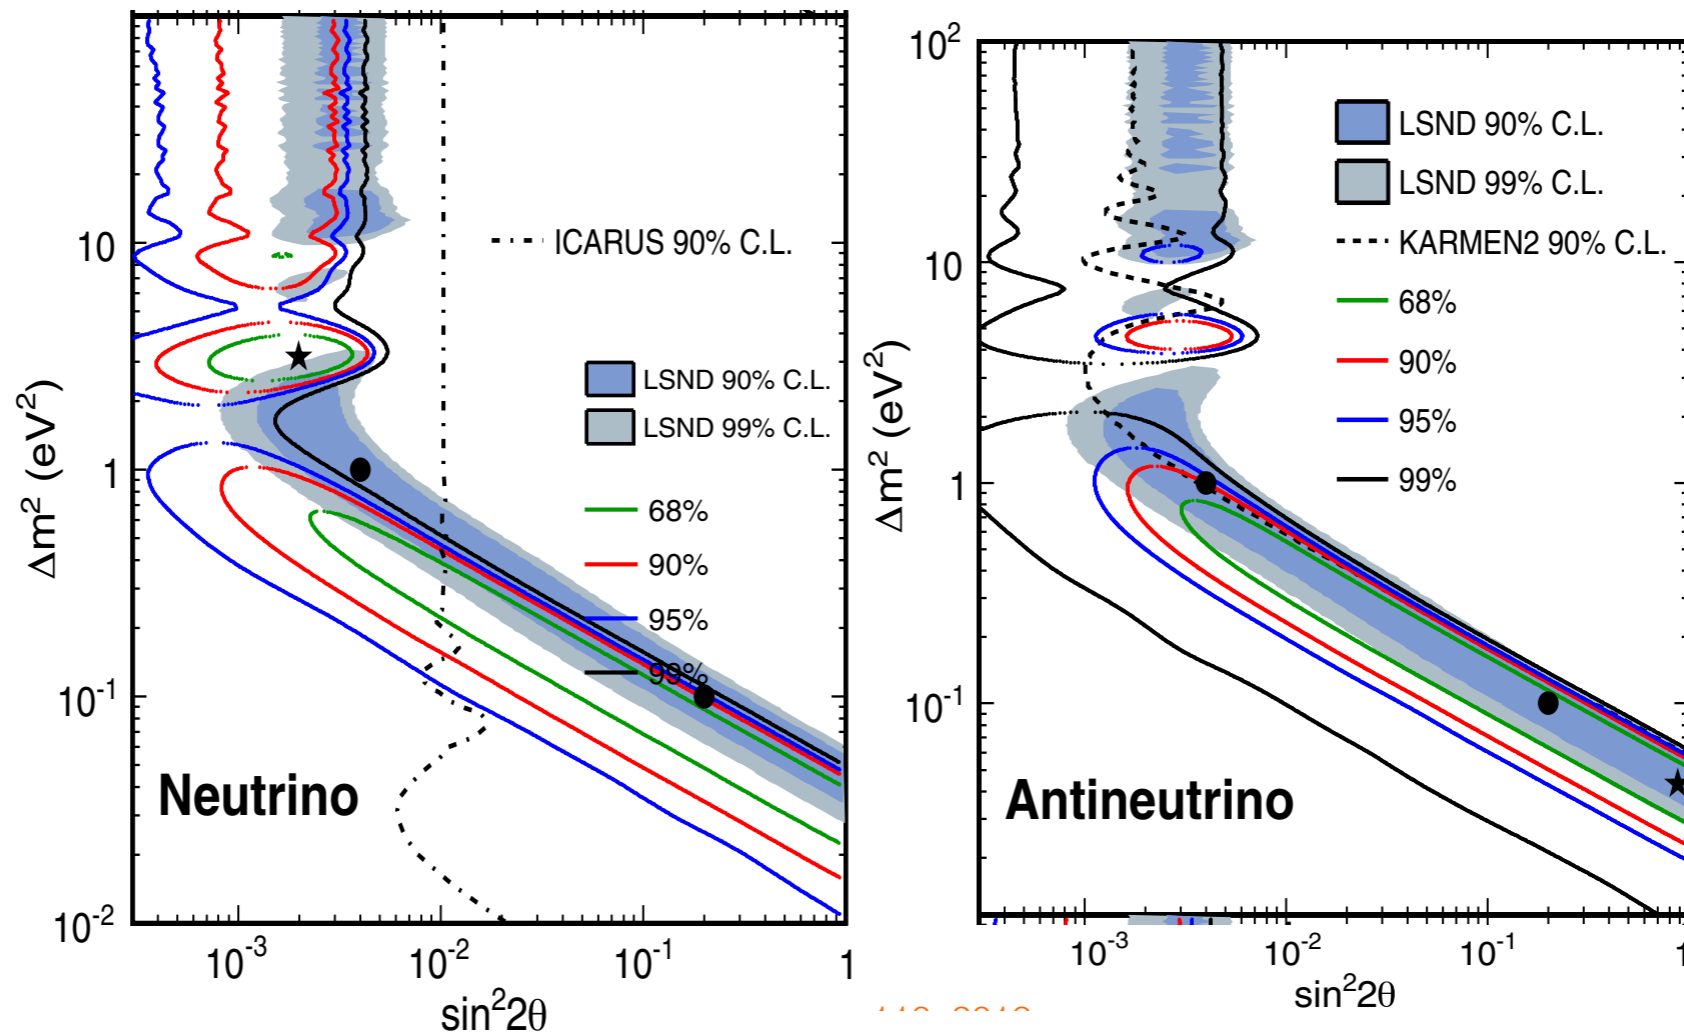 10
1
10⁻¹
10⁻²
Δm² (eV²)
ICARUS 90% C.L.
LSND 90% C.L.
LSND 99% C.L.
68%
90%
95%
99%
Neutrino
10⁻³
10⁻²
10⁻¹
1
sin²2θ
10²
10
1
10⁻¹
Δm² (eV²)
LSND 90% C.L.
LSND 99% C.L.
KARMEN2 90% C.L.
68%
90%
95%
99%
Antineutrino
10⁻³
10⁻²
10⁻¹
1
sin²2θ